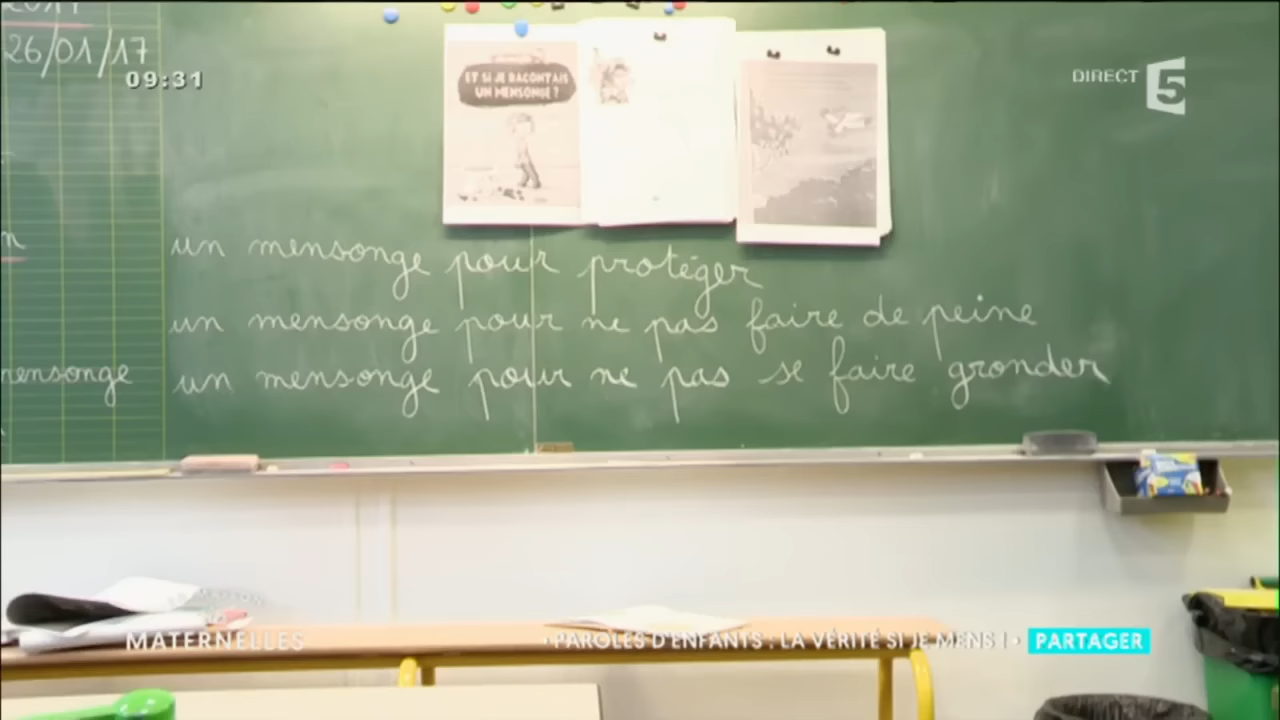 26/01/17
09:31
DIRECT 5
ET SI JE RACONTAIS
UN MENSONGE ?
n
un mensonge pour protéger
un mensonge pour ne pas faire de peine
mensonge un mensonge pour ne pas se faire gronder
MATERNELLES
• PAROLES D'ENFANTS : LA VÉRITÉ SI JE MENS ! • PARTAGER